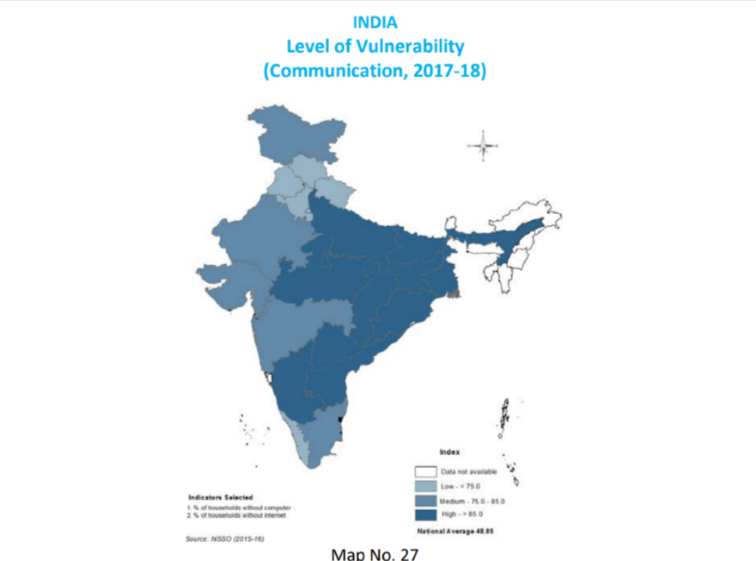 INDIA
Level of Vulnerability
(Communication, 2017-18)
Index
Data not available
Low - < 75.0
Medium - 75.0 - 85.0
High - > 85.0
National Average 48.85
Indicators Selected
1. % of households without computer
2. % of households without internet
Source: NSSO (2015-16)
Map No. 27